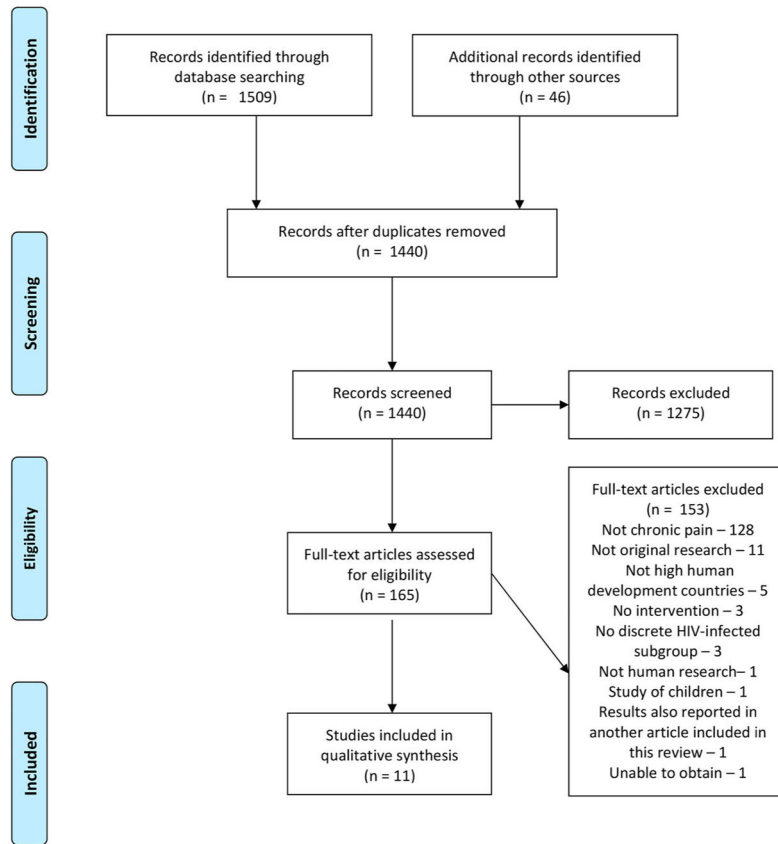 Identification
Records identified through
database searching
(n = 1509)
Additional records identified
through other sources
(n = 46)
Records after duplicates removed
(n = 1440)
Screening
Records screened
(n = 1440)
Records excluded
(n = 1275)
Eligibility
Full-text articles assessed
for eligibility
(n = 165)
Full-text articles excluded
(n = 153)
Not chronic pain – 128
Not original research – 11
Not high human
development countries – 5
No intervention – 3
No discrete HIV-infected
subgroup – 3
Not human research– 1
Study of children – 1
Results also reported in
another article included in
this review – 1
Unable to obtain – 1
Included
Studies included in
qualitative synthesis
(n = 11)